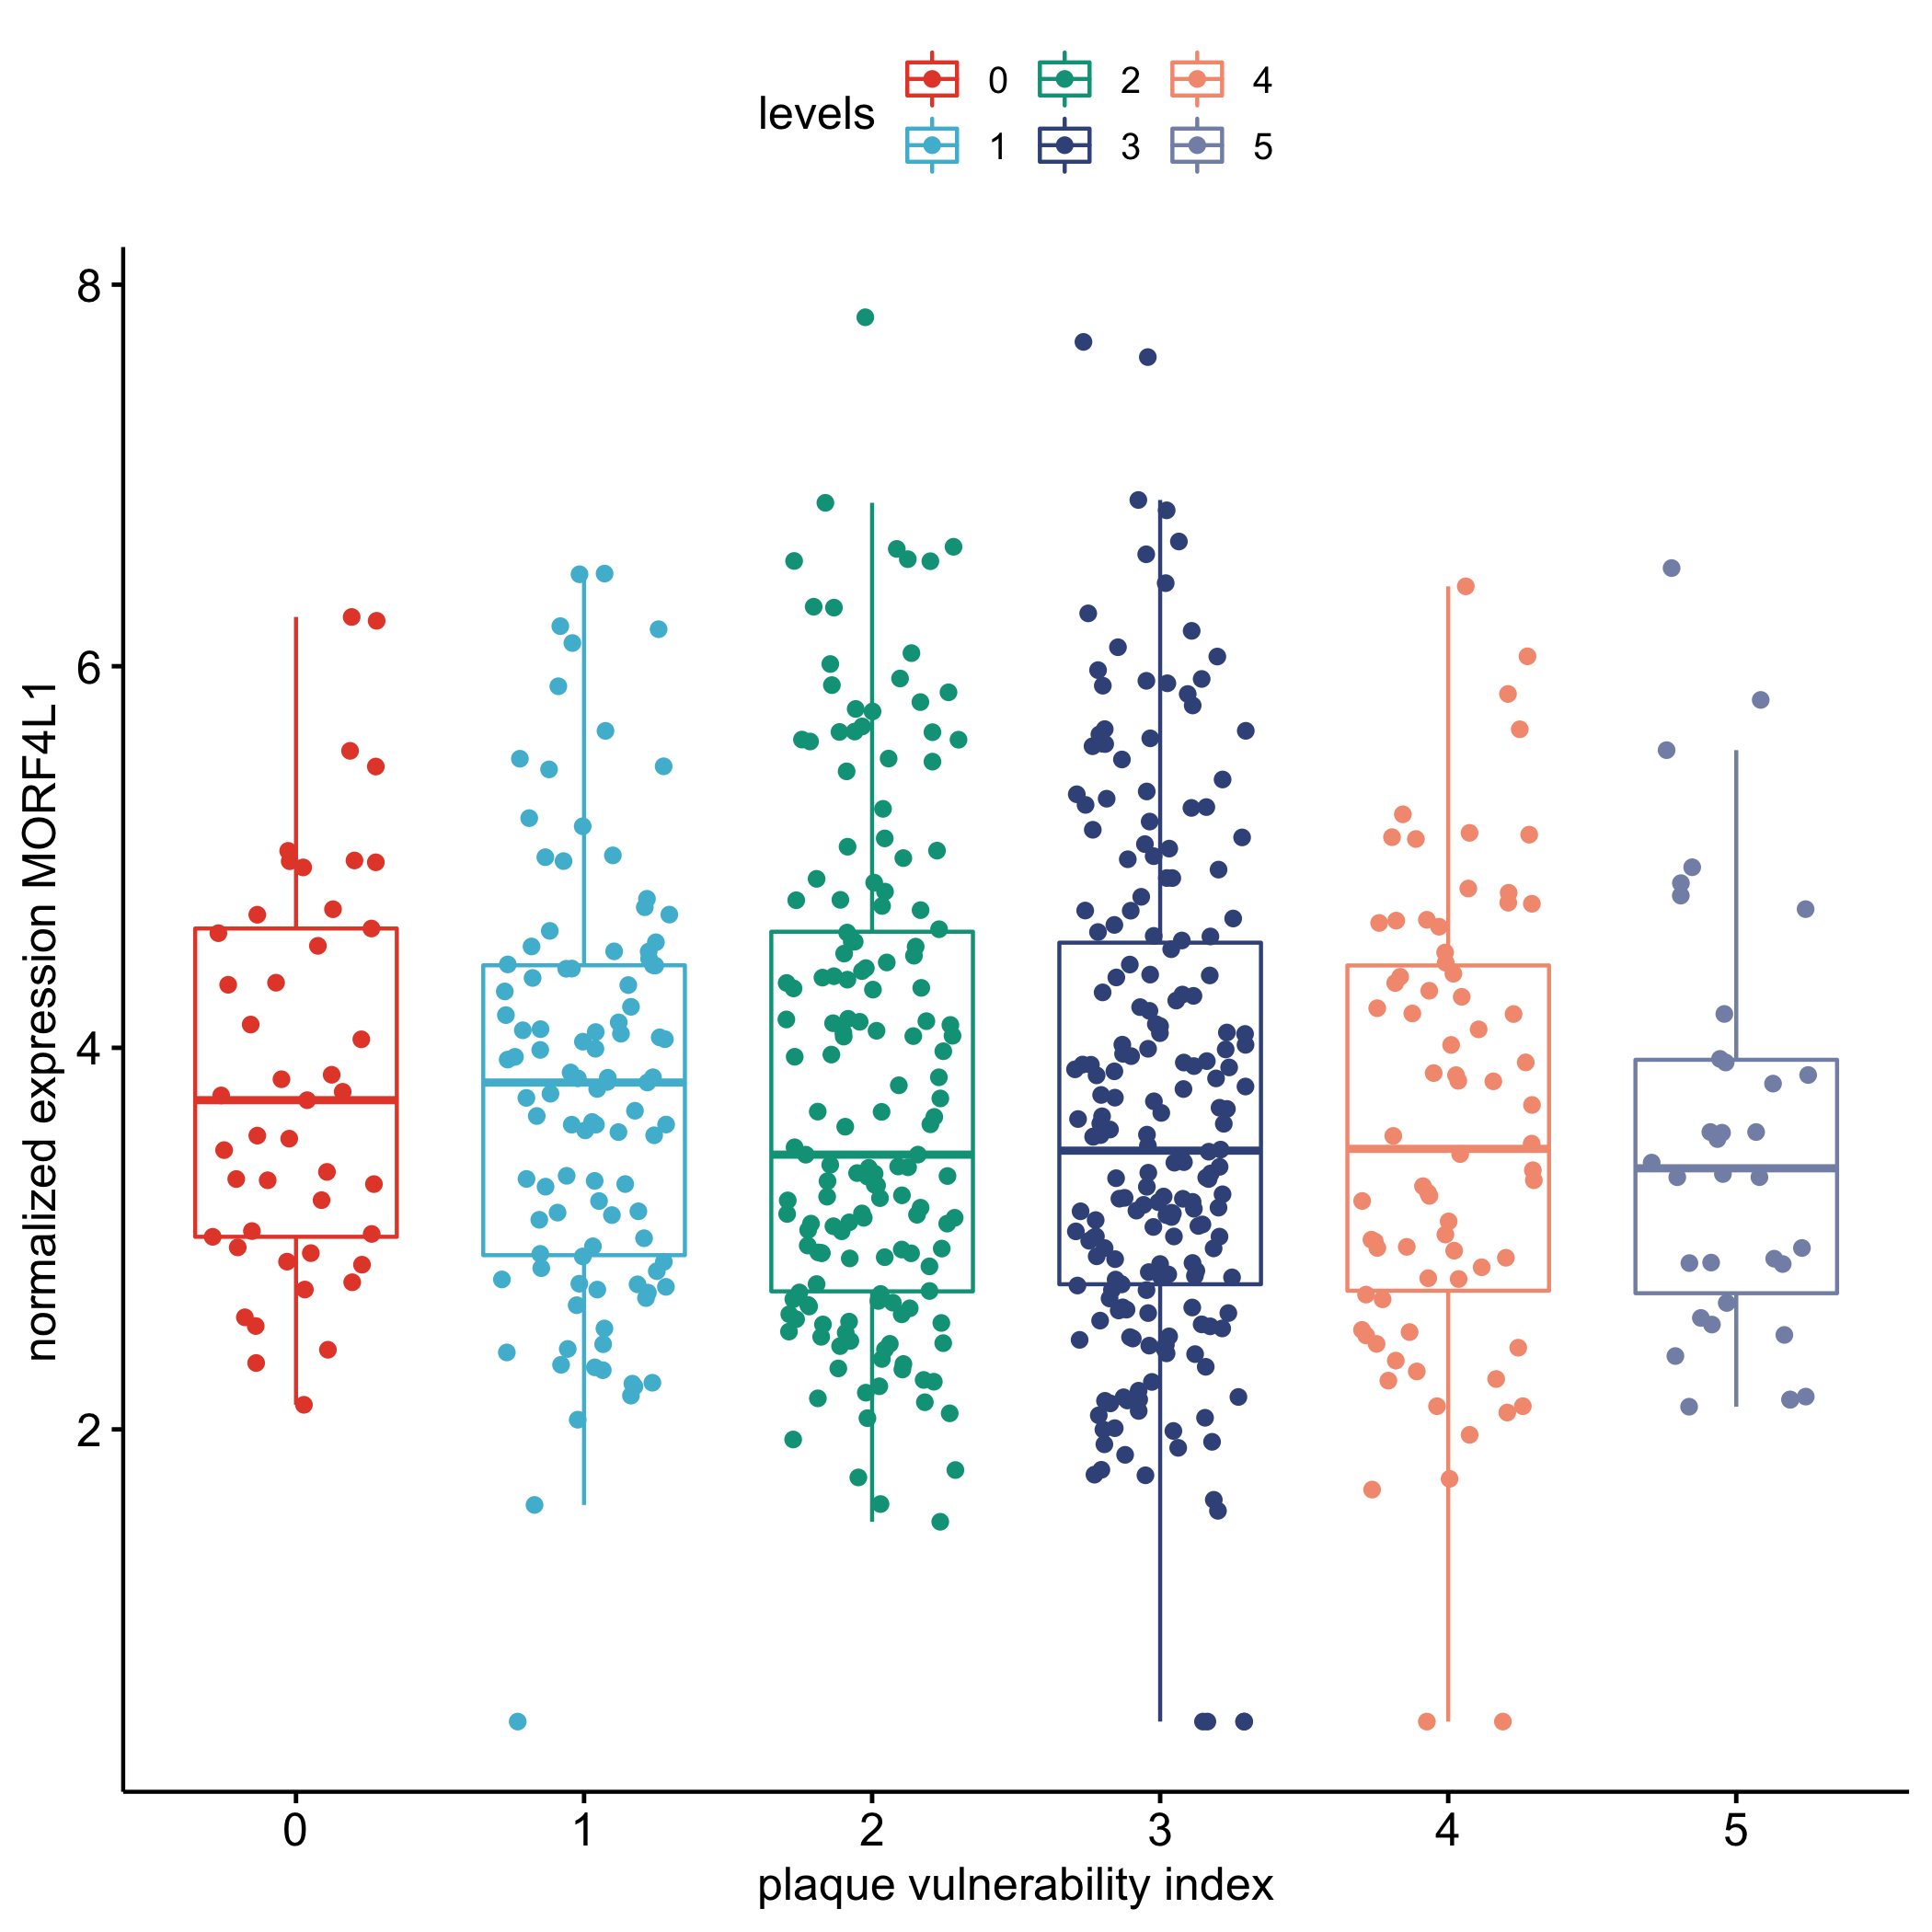 levels
0 2 4
1 3 5
normalized expression MORF4L1
8
6
4
2
0 1 2 3 4 5
plaque vulnerability index